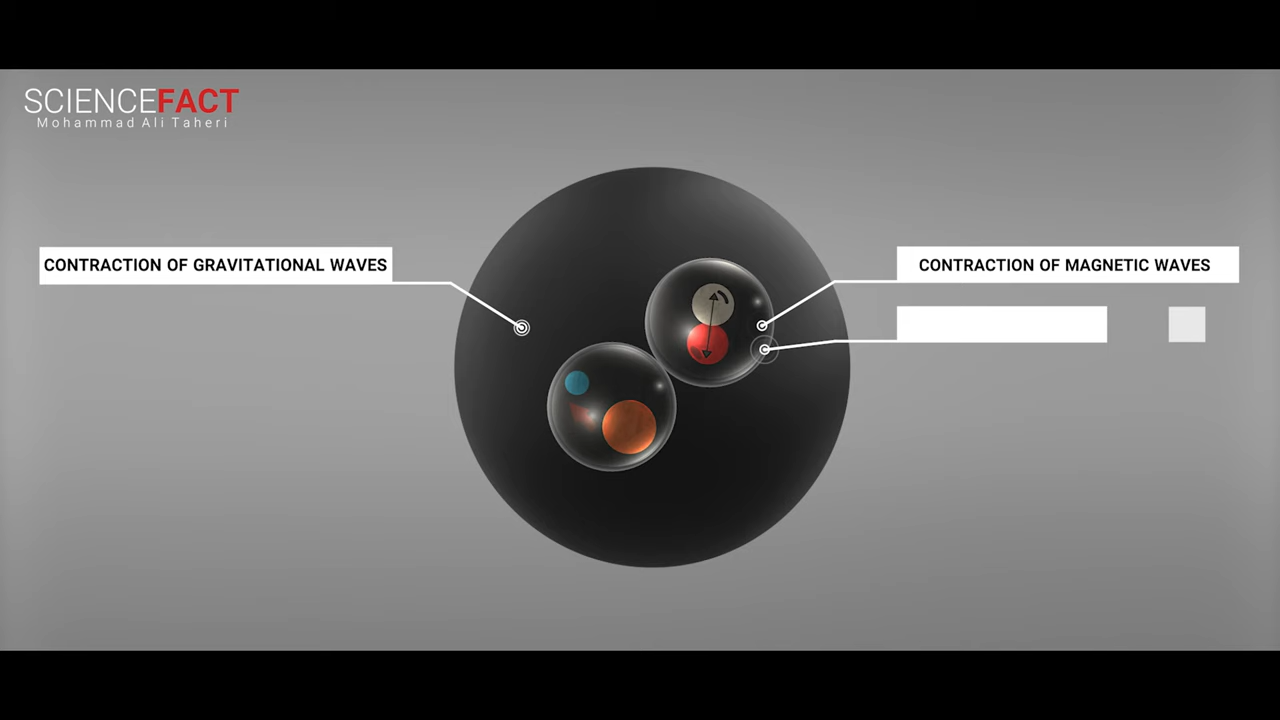 SCIENCEFACT
Mohammad Ali Taheri
CONTRACTION OF GRAVITATIONAL WAVES
CONTRACTION OF MAGNETIC WAVES